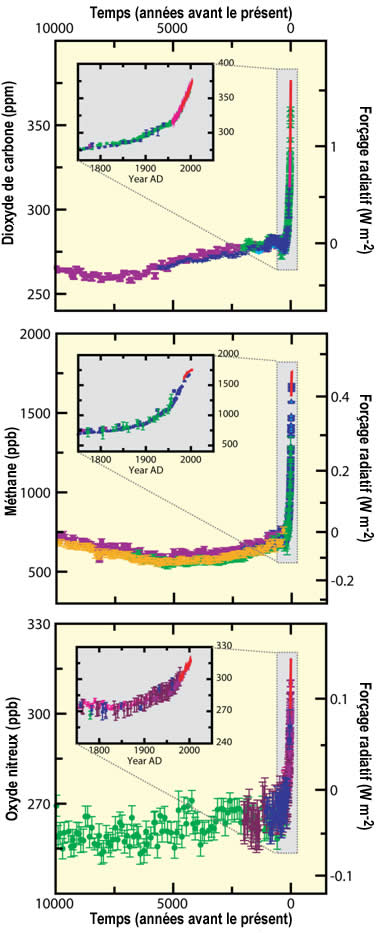 Temps (années avant le présent)
10000 5000 0
Dioxyde de carbone (ppm)
350
300
250
400
300
1800 1900 2000
Year AD
Forçage radiatif (W m-2)
1
0
Méthane (ppb)
2000
1500
1000
500
2000
1500
1000
500
1800 1900 2000
Year AD
Forçage radiatif (W m-2)
0.4
0.2
0
-0.2
Oxyde nitreux (ppb)
330
300
270
330
300
270
240
1800 1900 2000
Year AD
Forçage radiatif (W m-2)
0.1
0
-0.1
10000 5000 0
Temps (années avant le présent)